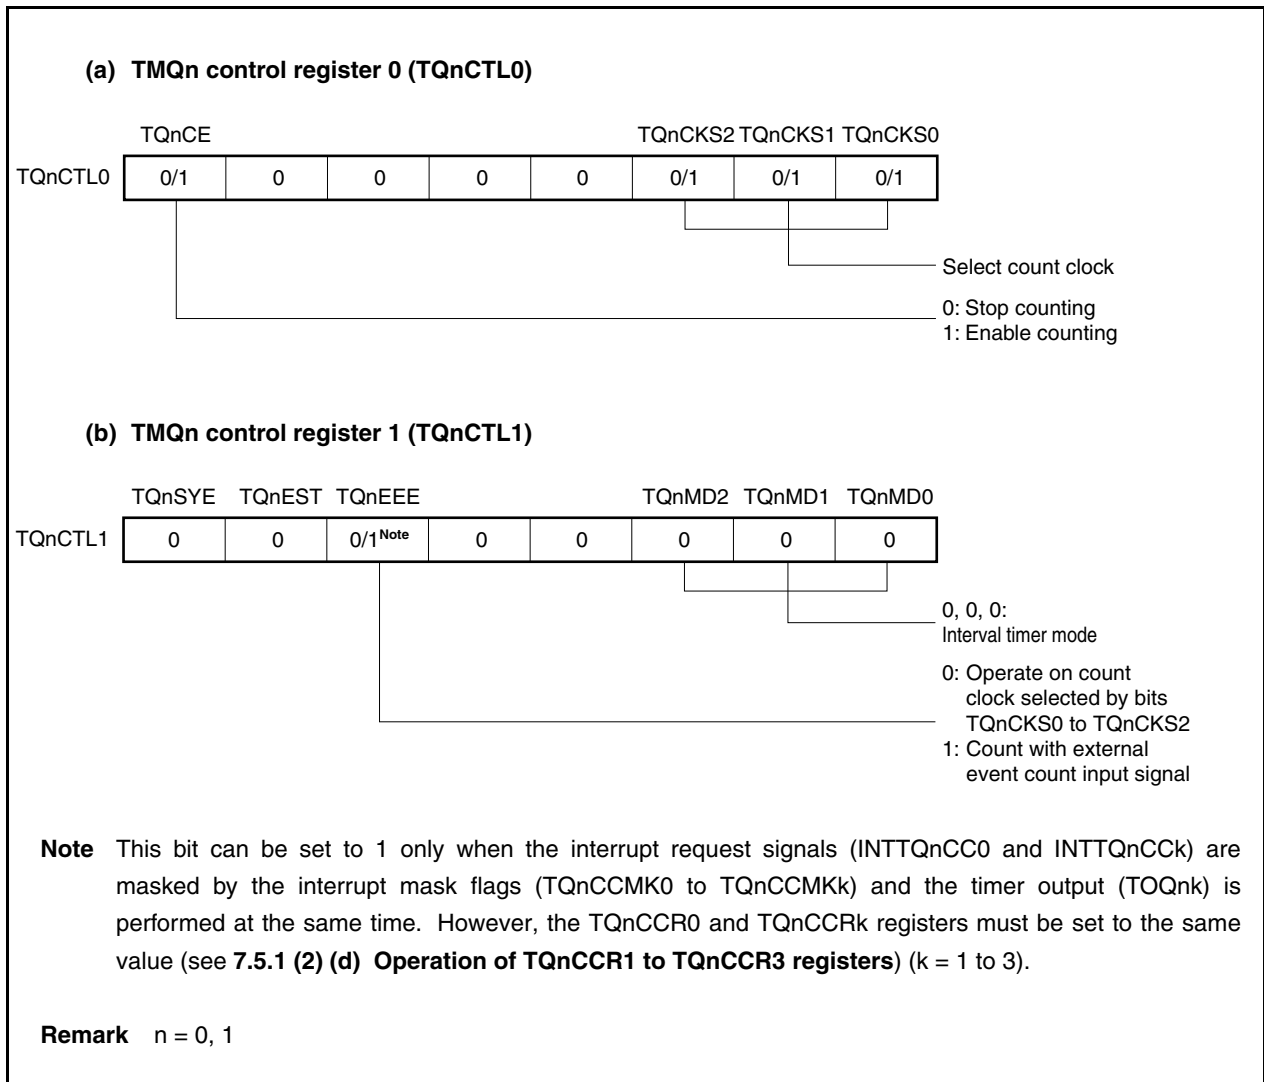 (a) TMQn control register 0 (TQnCTL0)
TQnCE TQnCKS2 TQnCKS1 TQnCKS0
TQnCTL0 0/1 0 0 0 0 0/1 0/1 0/1
Select count clock
0: Stop counting
1: Enable counting
(b) TMQn control register 1 (TQnCTL1)
TQnSYE TQnEST TQnEEE TQnMD2 TQnMD1 TQnMD0
TQnCTL1 0 0 0/1Note 0 0 0 0 0
0, 0, 0:
Interval timer mode
0: Operate on count
clock selected by bits
TQnCKS0 to TQnCKS2
1: Count with external
event count input signal
Note This bit can be set to 1 only when the interrupt request signals (INTTQnCC0 and INTTQnCCk) are
masked by the interrupt mask flags (TQnCCMK0 to TQnCCMKk) and the timer output (TOQnk) is
performed at the same time. However, the TQnCCR0 and TQnCCRk registers must be set to the same
value (see 7.5.1 (2) (d) Operation of TQnCCR1 to TQnCCR3 registers) (k = 1 to 3).
Remark n = 0, 1